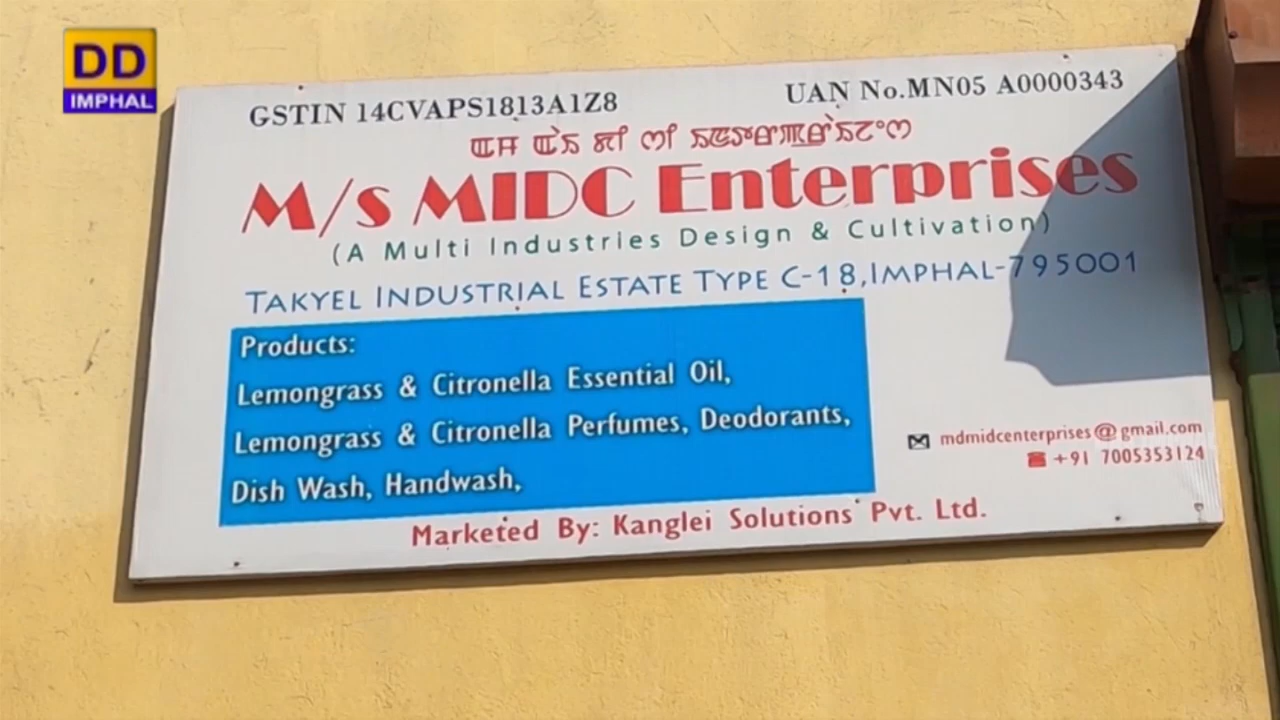 DD
IMPHAL
GSTIN 14CVAPS1813A1Z8 UAN No.MN05 A0000343
M/s MIDC Enterprises
(A Multi Industries Design & Cultivation)
TAKYEL INDUSTRIAL ESTATE TYPE C-18,IMPHAL-795001
Products:
Lemongrass & Citronella Essential Oil,
Lemongrass & Citronella Perfumes, Deodorants,
Dish Wash, Handwash,
mdmidcenterprises@gmail.com
+91 7005353124
Marketed By: Kanglei Solutions Pvt. Ltd.